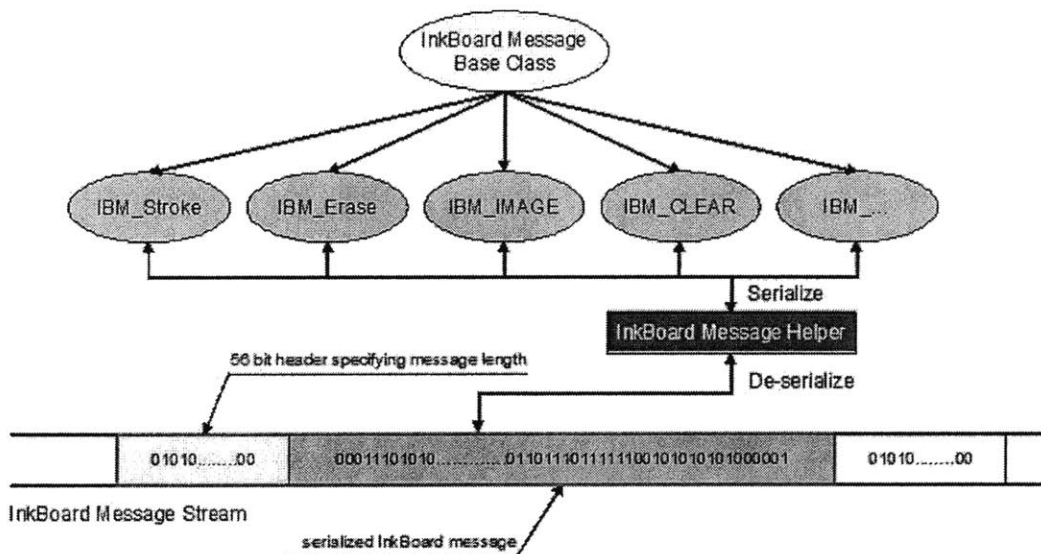 InkBoard Message
Base Class
IBM_Stroke
IBM_Erase
IBM_IMAGE
IBM_CLEAR
IBM_...
Serialize
InkBoard Message Helper
56 bit header specifying message length
De-serialize
01010........00
00011101010..............0110111011111100101010101000001
01010........00
InkBoard Message Stream
serialized InkBoard message